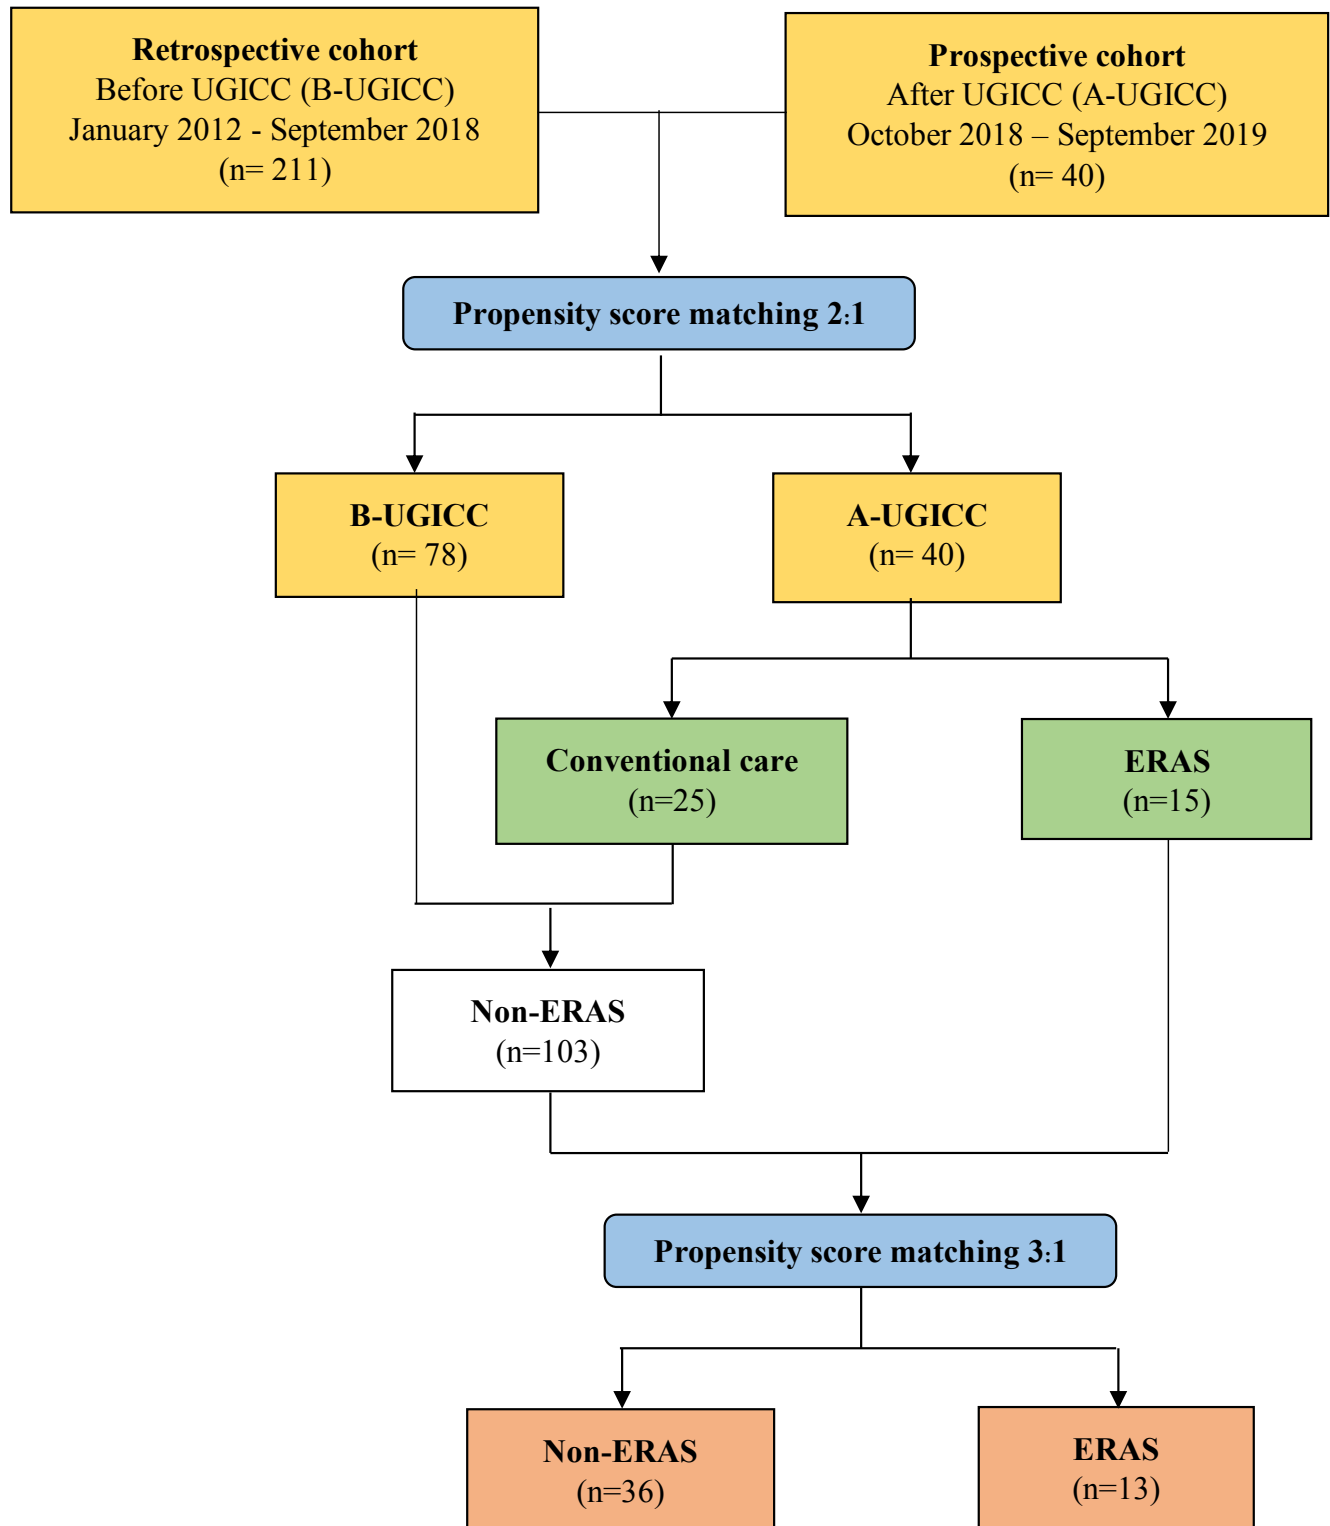 Retrospective cohort
Before UGICC (B-UGICC)
January 2012 - September 2018
(n= 211)
Prospective cohort
After UGICC (A-UGICC)
October 2018 – September 2019
(n= 40)
Propensity score matching 2:1
B-UGICC
(n= 78)
A-UGICC
(n= 40)
Conventional care
(n=25)
ERAS
(n=15)
Non-ERAS
(n=103)
Propensity score matching 3:1
Non-ERAS
(n=36)
ERAS
(n=13)